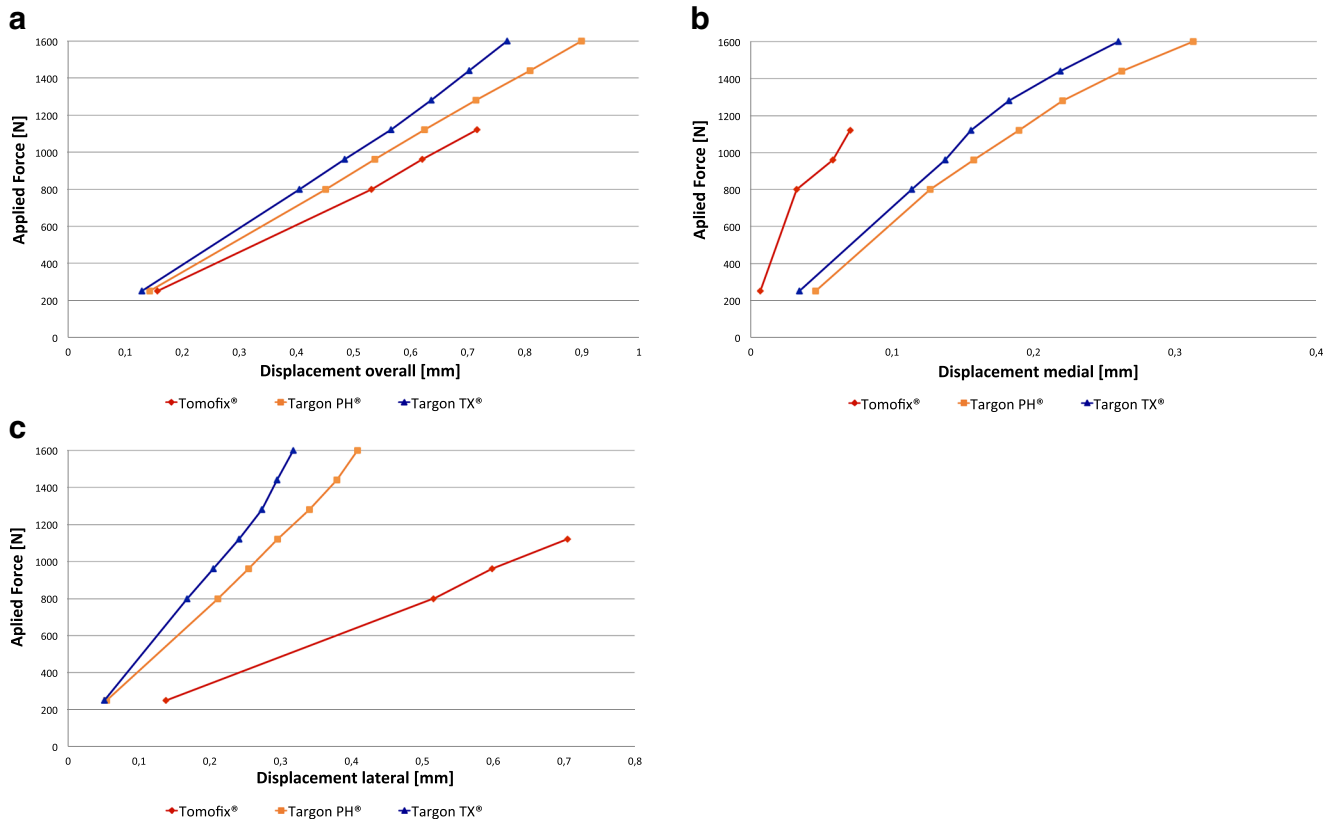 a
Applied Force [N]
1600
1400
1200
1000
800
600
400
200
0
0 0,1 0,2 0,3 0,4 0,5 0,6 0,7 0,8 0,9 1
Displacement overall [mm]
Tomofix® Targon PH® Targon TX®
b
Aplied Force [N]
1600
1400
1200
1000
800
600
400
200
0
0 0,1 0,2 0,3 0,4
Displacement medial [mm]
Tomofix® Targon PH® Targon TX®
c
Aplied Force [N]
1600
1400
1200
1000
800
600
400
200
0
0 0,1 0,2 0,3 0,4 0,5 0,6 0,7 0,8
Displacement lateral [mm]
Tomofix® Targon PH® Targon TX®